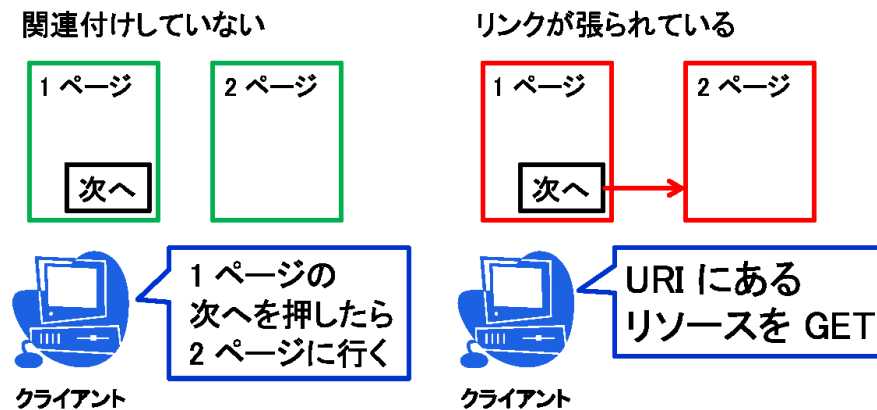 関連付けしていない
1 ページ
2 ページ
次へ
1 ページの
次へを押したら
2 ページに行く
クライアント
リンクが張られている
1 ページ
2 ページ
次へ
URI にある
リソースを GET
クライアント